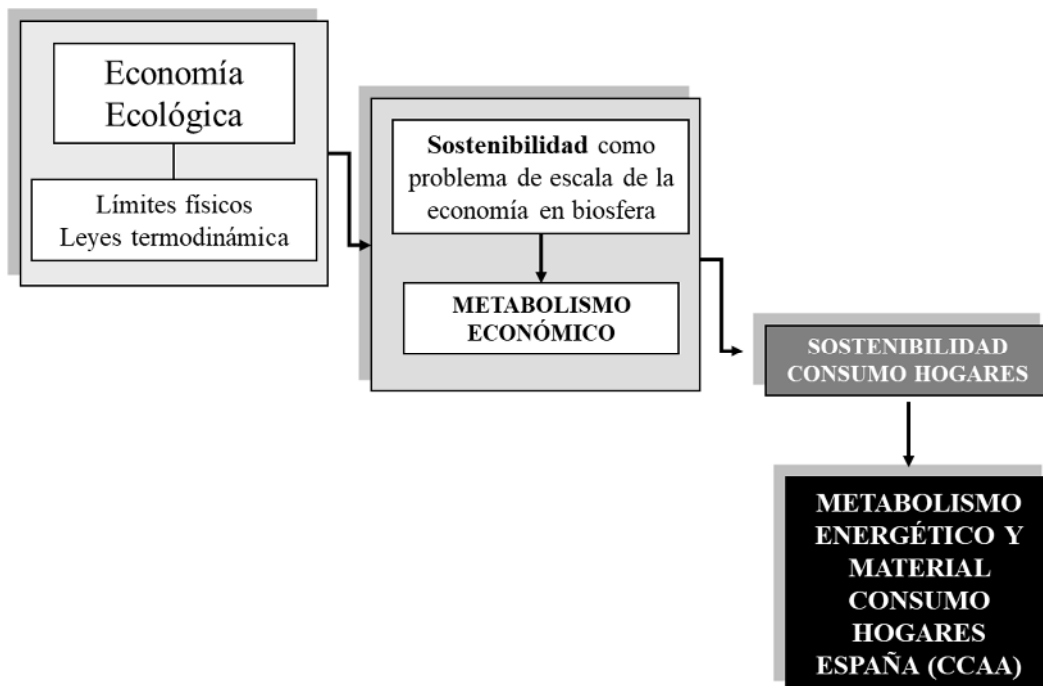 Economía
Ecológica
Límites físicos
Leyes termodinámica
Sostenibilidad como
problema de escala de la
economía en biosfera
METABOLISMO
ECONÓMICO
SOSTENIBILIDAD
CONSUMO HOGARES
METABOLISMO
ENERGÉTICO Y
MATERIAL
CONSUMO
HOGARES
ESPAÑA (CCAA)